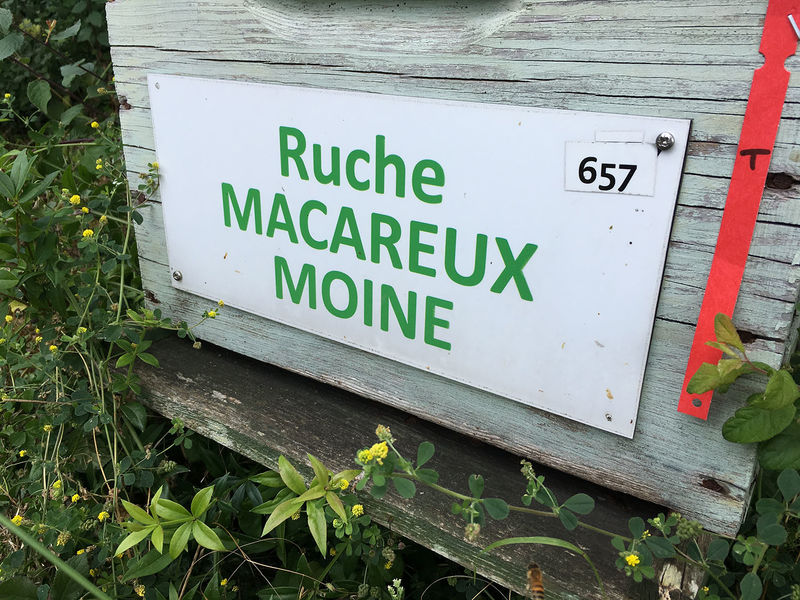 Ruche
657
MACAREUX
MOINE
T